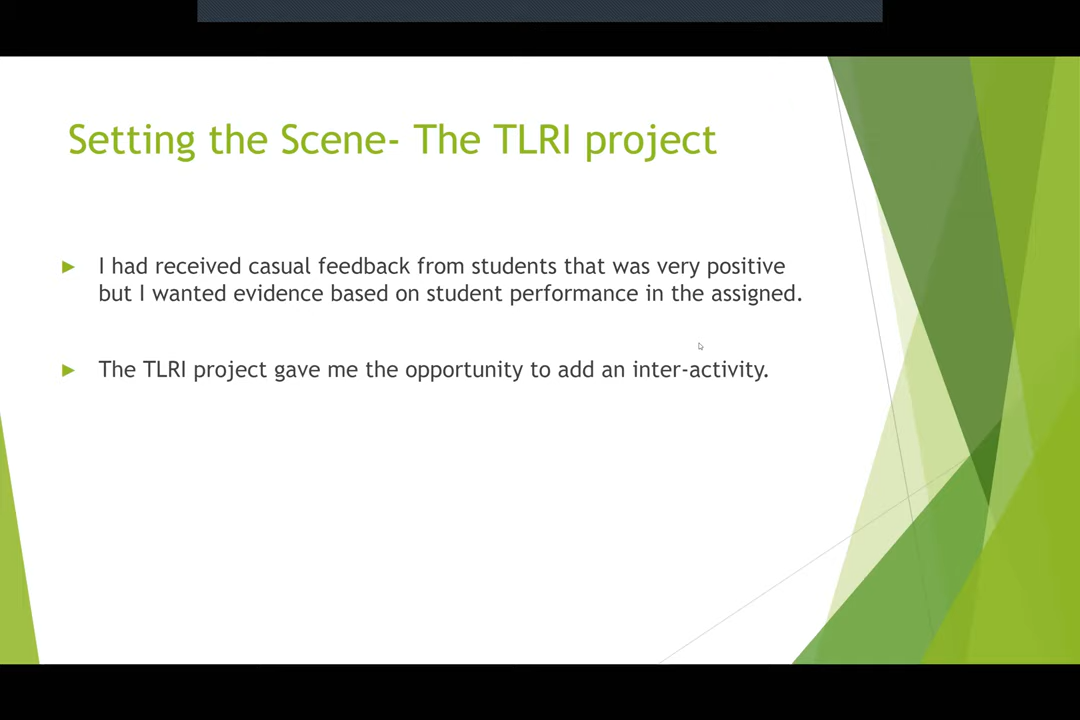 Setting the Scene- The TLRI project
I had received casual feedback from students that was very positive
but I wanted evidence based on student performance in the assigned.
The TLRI project gave me the opportunity to add an inter-activity.